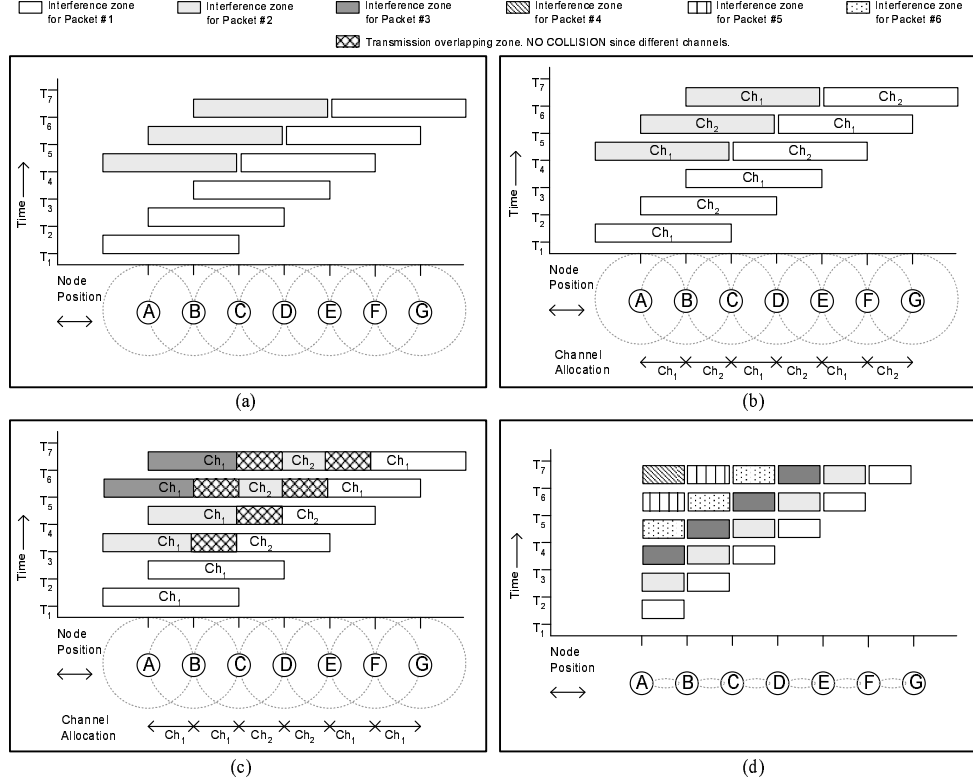 Interference zone for Packet #1
Interference zone for Packet #2
Interference zone for Packet #3
Interference zone for Packet #4
Interference zone for Packet #5
Interference zone for Packet #6
Transmission overlapping zone. NO COLLISION since different channels.
T7
T6
T5
T4
T3
T2
T1
Time
Node Position
A B C D E F G
(a)
T7
T6
T5
T4
T3
T2
T1
Time
Ch1 Ch2
Ch2 Ch1
Ch1 Ch2
Ch1
Ch2
Ch1
Node Position
A B C D E F G
Channel Allocation
Ch1 Ch2 Ch1 Ch2 Ch1 Ch2
(b)
T7
T6
T5
T4
T3
T2
T1
Time
Ch1 Ch2 Ch1
Ch1 Ch2 Ch1
Ch1 Ch2
Ch1 Ch2
Ch1
Ch1
Node Position
A B C D E F G
Channel Allocation
Ch1 Ch1 Ch2 Ch2 Ch1 Ch1
(c)
T7
T6
T5
T4
T3
T2
T1
Time
Node Position
A B C D E F G
(d)